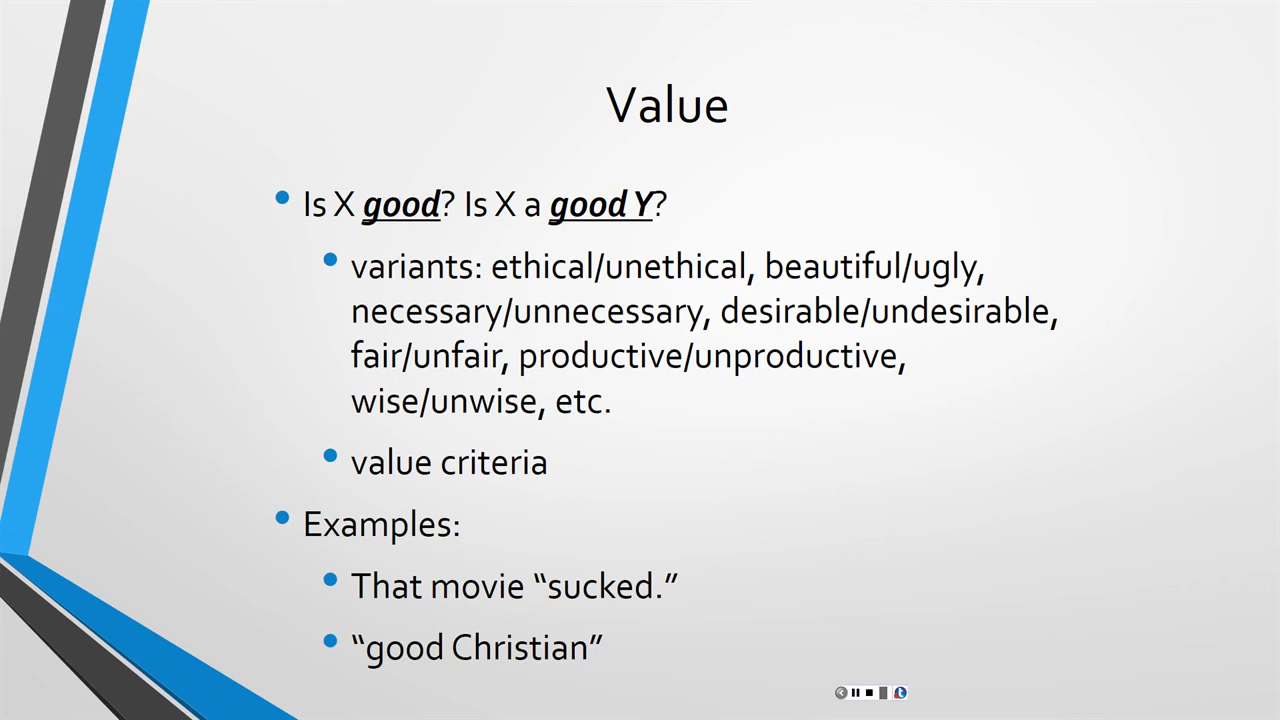 Value
• Is X good? Is X a good Y?
• variants: ethical/unethical, beautiful/ugly,
necessary/unnecessary, desirable/undesirable,
fair/unfair, productive/unproductive,
wise/unwise, etc.
• value criteria
• Examples:
• That movie “sucked.”
• “good Christian”